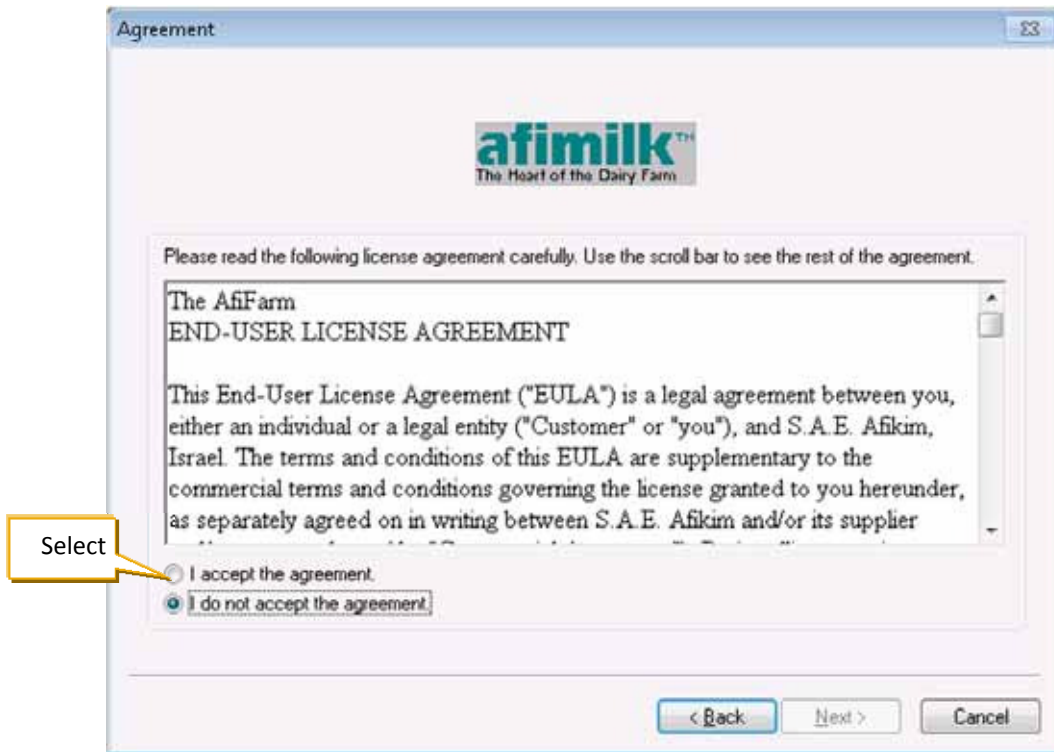 Agreement
afimilk™
The Heart of the Dairy Farm
Please read the following license agreement carefully. Use the scroll bar to see the rest of the agreement.
The AfiFarm
END-USER LICENSE AGREEMENT
This End-User License Agreement ("EULA") is a legal agreement between you,
either an individual or a legal entity ("Customer" or "you"), and S.A.E. Afikim,
Israel. The terms and conditions of this EULA are supplementary to the
commercial terms and conditions governing the license granted to you hereunder,
as separately agreed on in writing between S.A.E. Afikim and/or its supplier
Select
I accept the agreement.
I do not accept the agreement.
< Back
Next >
Cancel